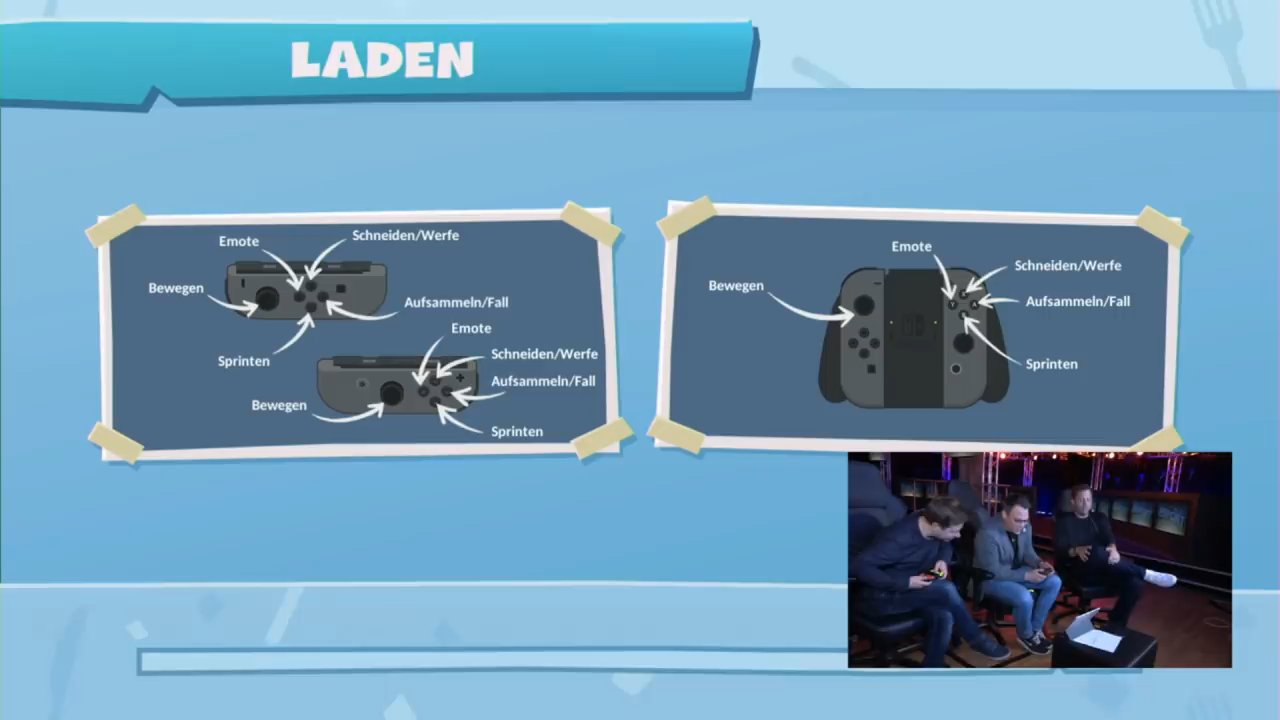 LADEN
Emote
Schneiden/Werfe
Bewegen
Aufsammeln/Fall
Sprinten
Emote
Schneiden/Werfe
Aufsammeln/Fall
Bewegen
Sprinten
Emote
Schneiden/Werfe
Bewegen
Aufsammeln/Fall
Sprinten